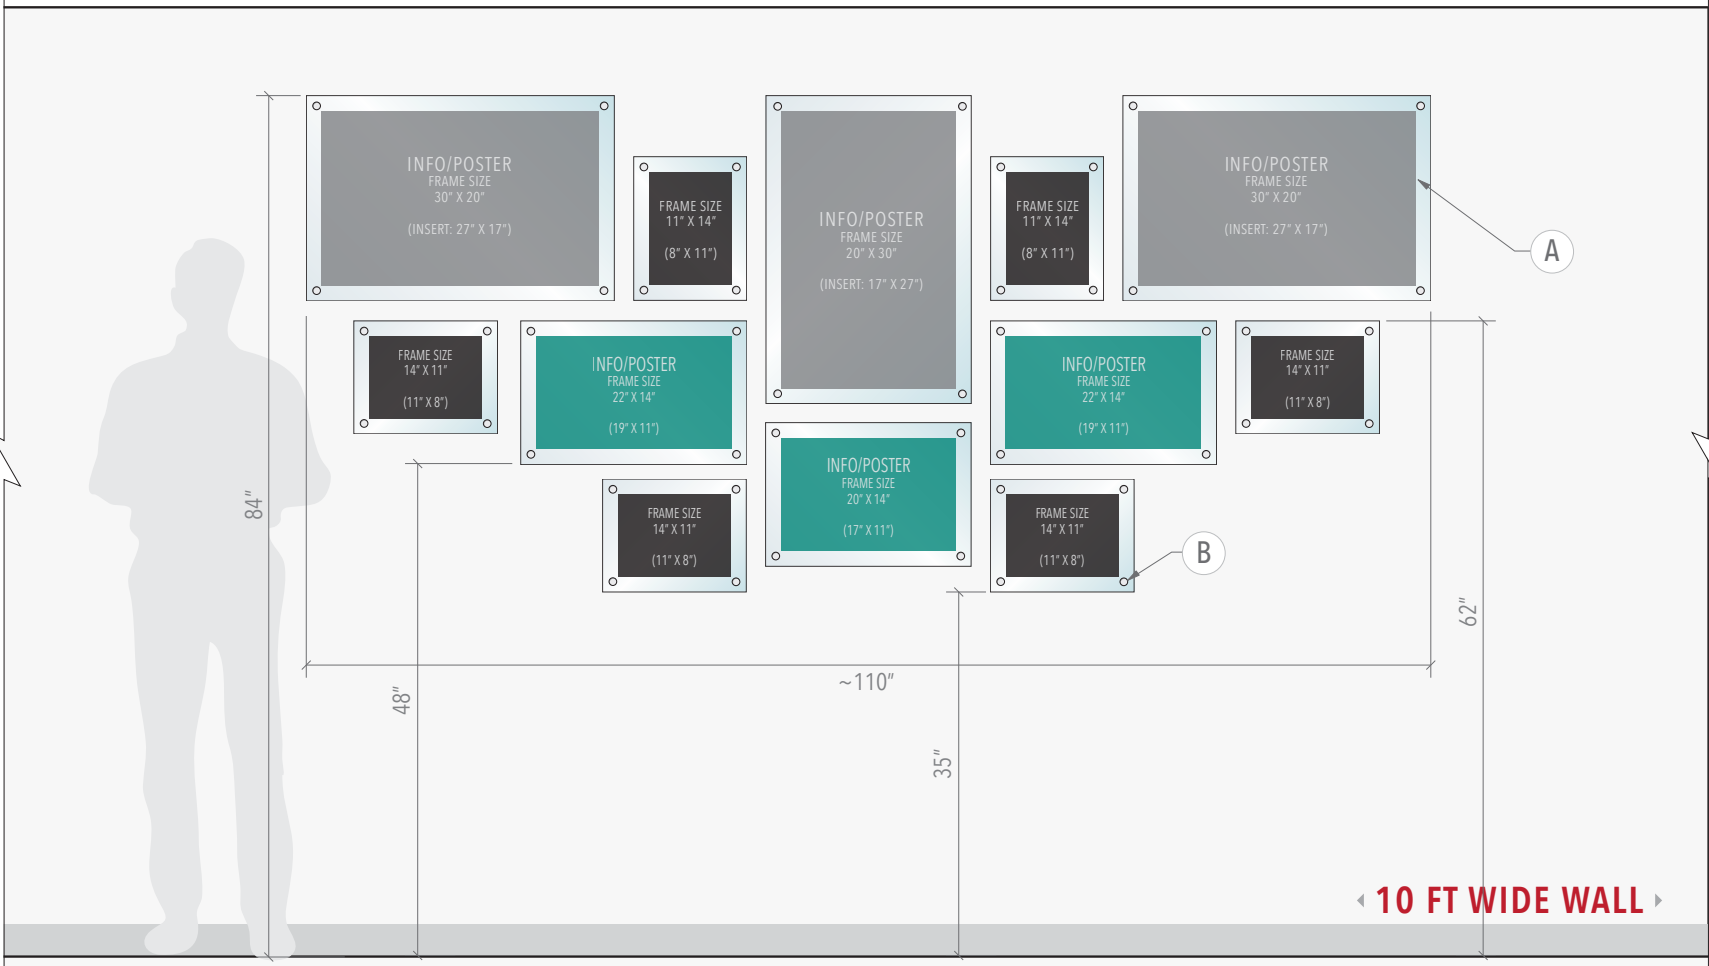 INFO/POSTER
FRAME SIZE
30" X 20"
(INSERT: 27" X 17")
FRAME SIZE
11" X 14"
(8" X 11")
INFO/POSTER
FRAME SIZE
20" X 30"
(INSERT: 17" X 27")
FRAME SIZE
11" X 14"
(8" X 11")
INFO/POSTER
FRAME SIZE
30" X 20"
(INSERT: 27" X 17")
A
FRAME SIZE
14" X 11"
(11" X 8")
INFO/POSTER
FRAME SIZE
22" X 14"
(19" X 11")
INFO/POSTER
FRAME SIZE
22" X 14"
(19" X 11")
FRAME SIZE
14" X 11"
(11" X 8")
84"
FRAME SIZE
14" X 11"
(11" X 8")
INFO/POSTER
FRAME SIZE
20" X 14"
(17" X 11")
FRAME SIZE
14" X 11"
(11" X 8")
B
62"
~110"
48"
35"
10 FT WIDE WALL